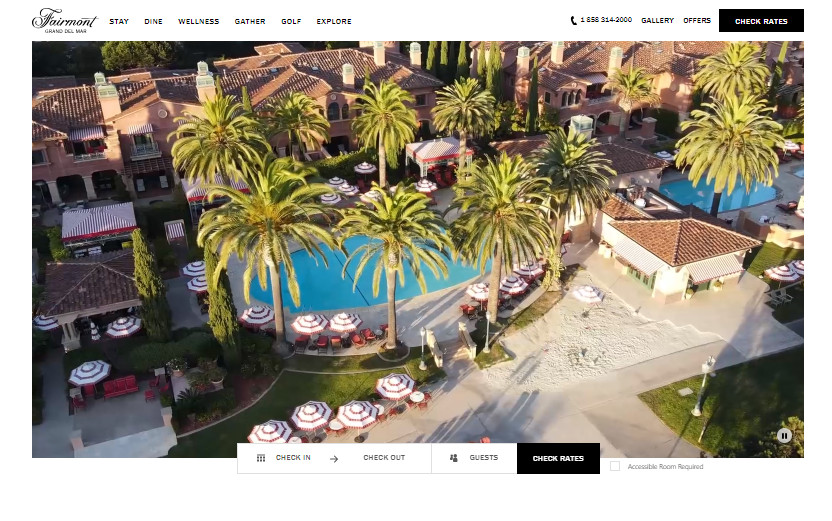 Fairmont
GRAND DEL MAR
STAY DINE WELLNESS GATHER GOLF EXPLORE
1 858 314-2000 GALLERY OFFERS CHECK RATES
CHECK IN CHECK OUT GUESTS CHECK RATES
Accessible Room Required